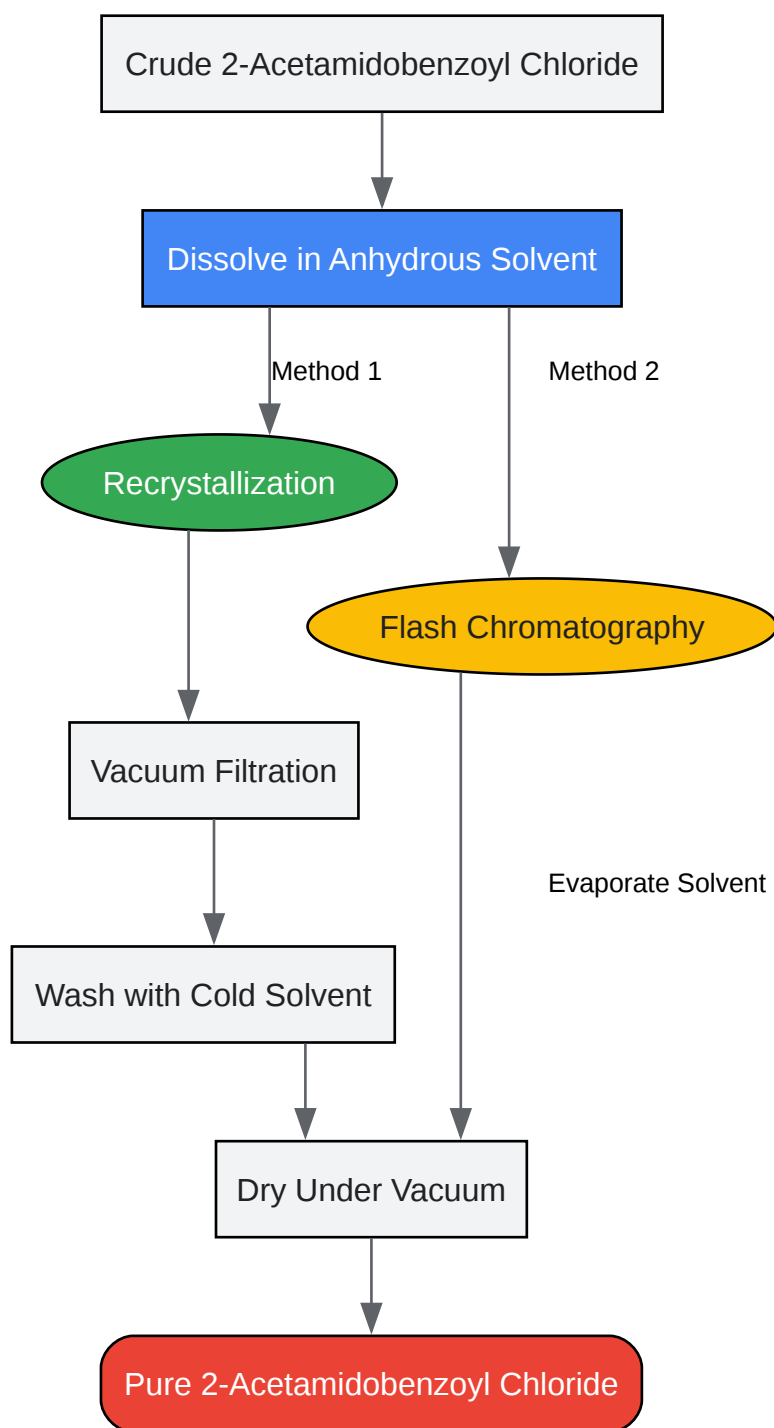 Crude 2-Acetamidobenzoyl Chloride
Dissolve in Anhydrous Solvent
Method 1
Method 2
Recrystallization
Flash Chromatography
Vacuum Filtration
Evaporate Solvent
Wash with Cold Solvent
Dry Under Vacuum
Pure 2-Acetamidobenzoyl Chloride